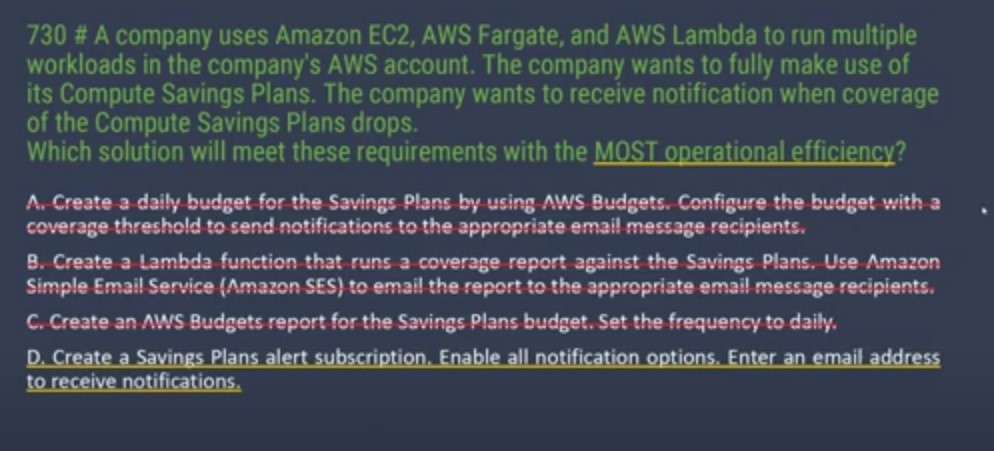 730 # A company uses Amazon EC2, AWS Fargate, and AWS Lambda to run multiple
workloads in the company's AWS account. The company wants to fully make use of
its Compute Savings Plans. The company wants to receive notification when coverage
of the Compute Savings Plans drops.
Which solution will meet these requirements with the MOST operational efficiency?
A. Create a daily budget for the Savings Plans by using AWS Budgets. Configure the budget with a
coverage threshold to send notifications to the appropriate email message recipients.
B. Create a Lambda function that runs a coverage report against the Savings Plans. Use Amazon
Simple Email Service (Amazon SES) to email the report to the appropriate email message recipients.
C. Create an AWS Budgets report for the Savings Plans budget. Set the frequency to daily.
D. Create a Savings Plans alert subscription. Enable all notification options. Enter an email address
to receive notifications.